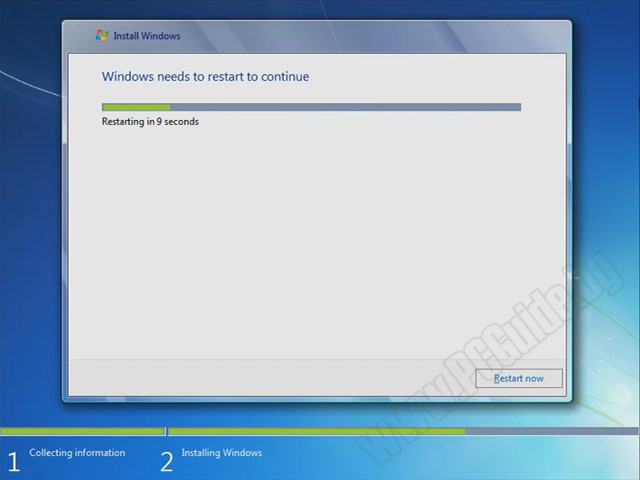 Install Windows
Windows needs to restart to continue
Restarting in 9 seconds
Restart now
www.PCGuide.bg
1 Collecting information
2 Installing Windows